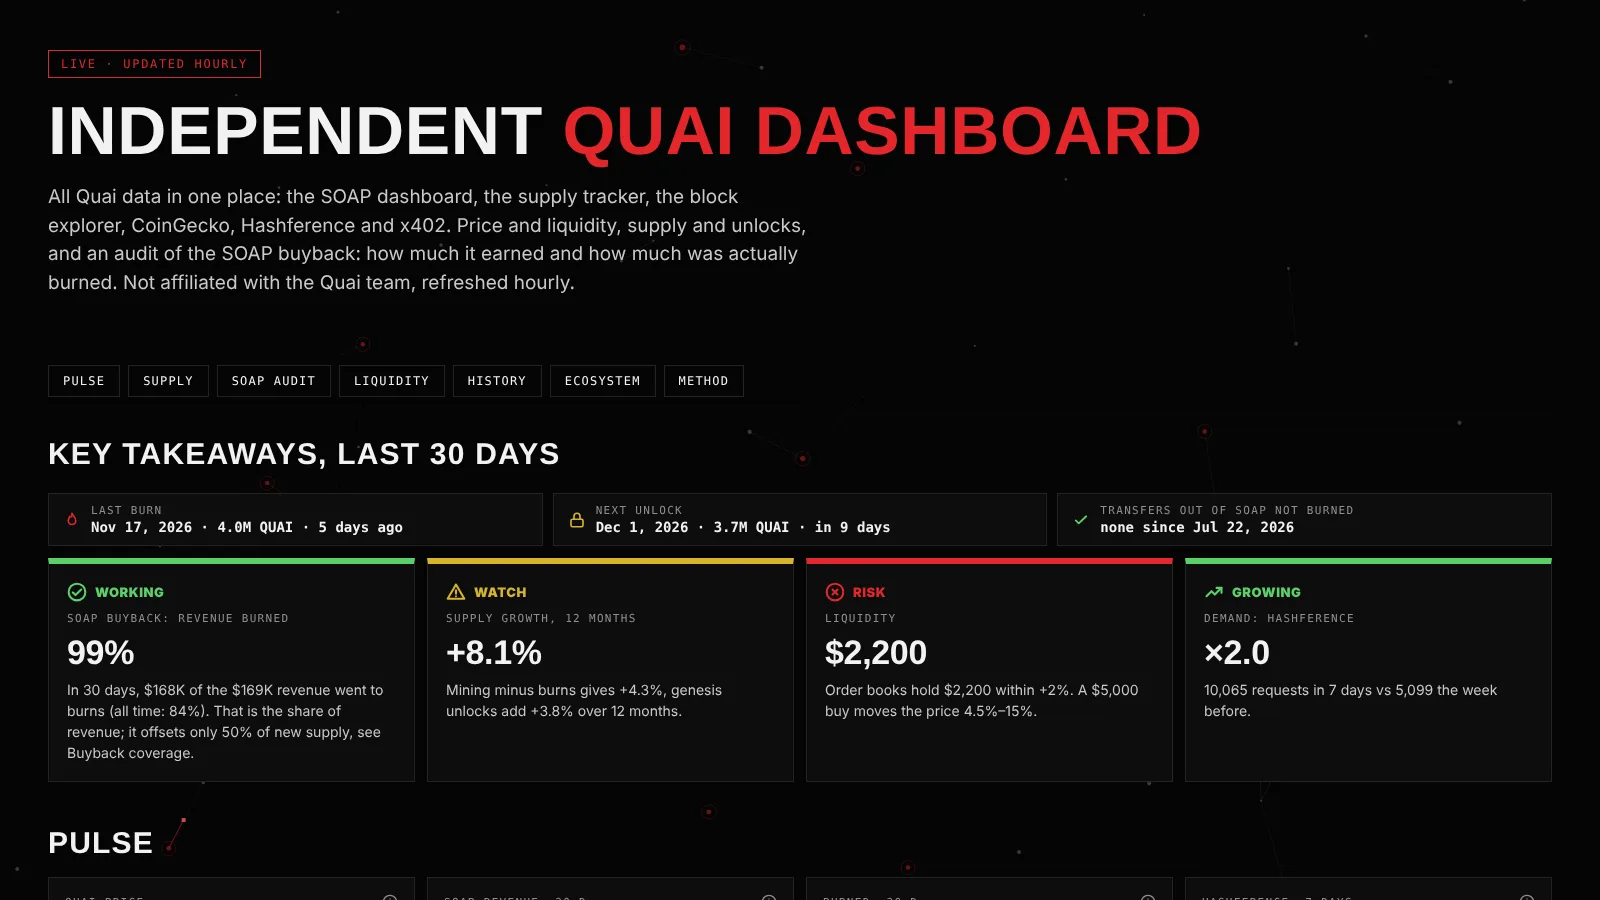 LIVE · UPDATED HOURLY
INDEPENDENT QUAI DASHBOARD
All Quai data in one place: the SOAP dashboard, the supply tracker, the block
explorer, CoinGecko, Hashference and x402. Price and liquidity, supply and unlocks,
and an audit of the SOAP buyback: how much it earned and how much was actually
burned. Not affiliated with the Quai team, refreshed hourly.
PULSE
SUPPLY
SOAP AUDIT
LIQUIDITY
HISTORY
ECOSYSTEM
METHOD
KEY TAKEAWAYS, LAST 30 DAYS
LAST BURN
Nov 17, 2026 · 4.0M QUAI · 5 days ago
NEXT UNLOCK
Dec 1, 2026 · 3.7M QUAI · in 9 days
TRANSFERS OUT OF SOAP NOT BURNED
none since Jul 22, 2026
WORKING
SOAP BUYBACK: REVENUE BURNED
99%
In 30 days, $168K of the $169K revenue went to
burns (all time: 84%). That is the share of
revenue; it offsets only 50% of new supply, see
Buyback coverage.
WATCH
SUPPLY GROWTH, 12 MONTHS
+8.1%
Mining minus burns gives +4.3%, genesis
unlocks add +3.8% over 12 months.
RISK
LIQUIDITY
$2,200
Order books hold $2,200 within +2%. A $5,000
buy moves the price 4.5%–15%.
GROWING
DEMAND: HASHFERENCE
×2.0
10,065 requests in 7 days vs 5,099 the week
before.
PULSE